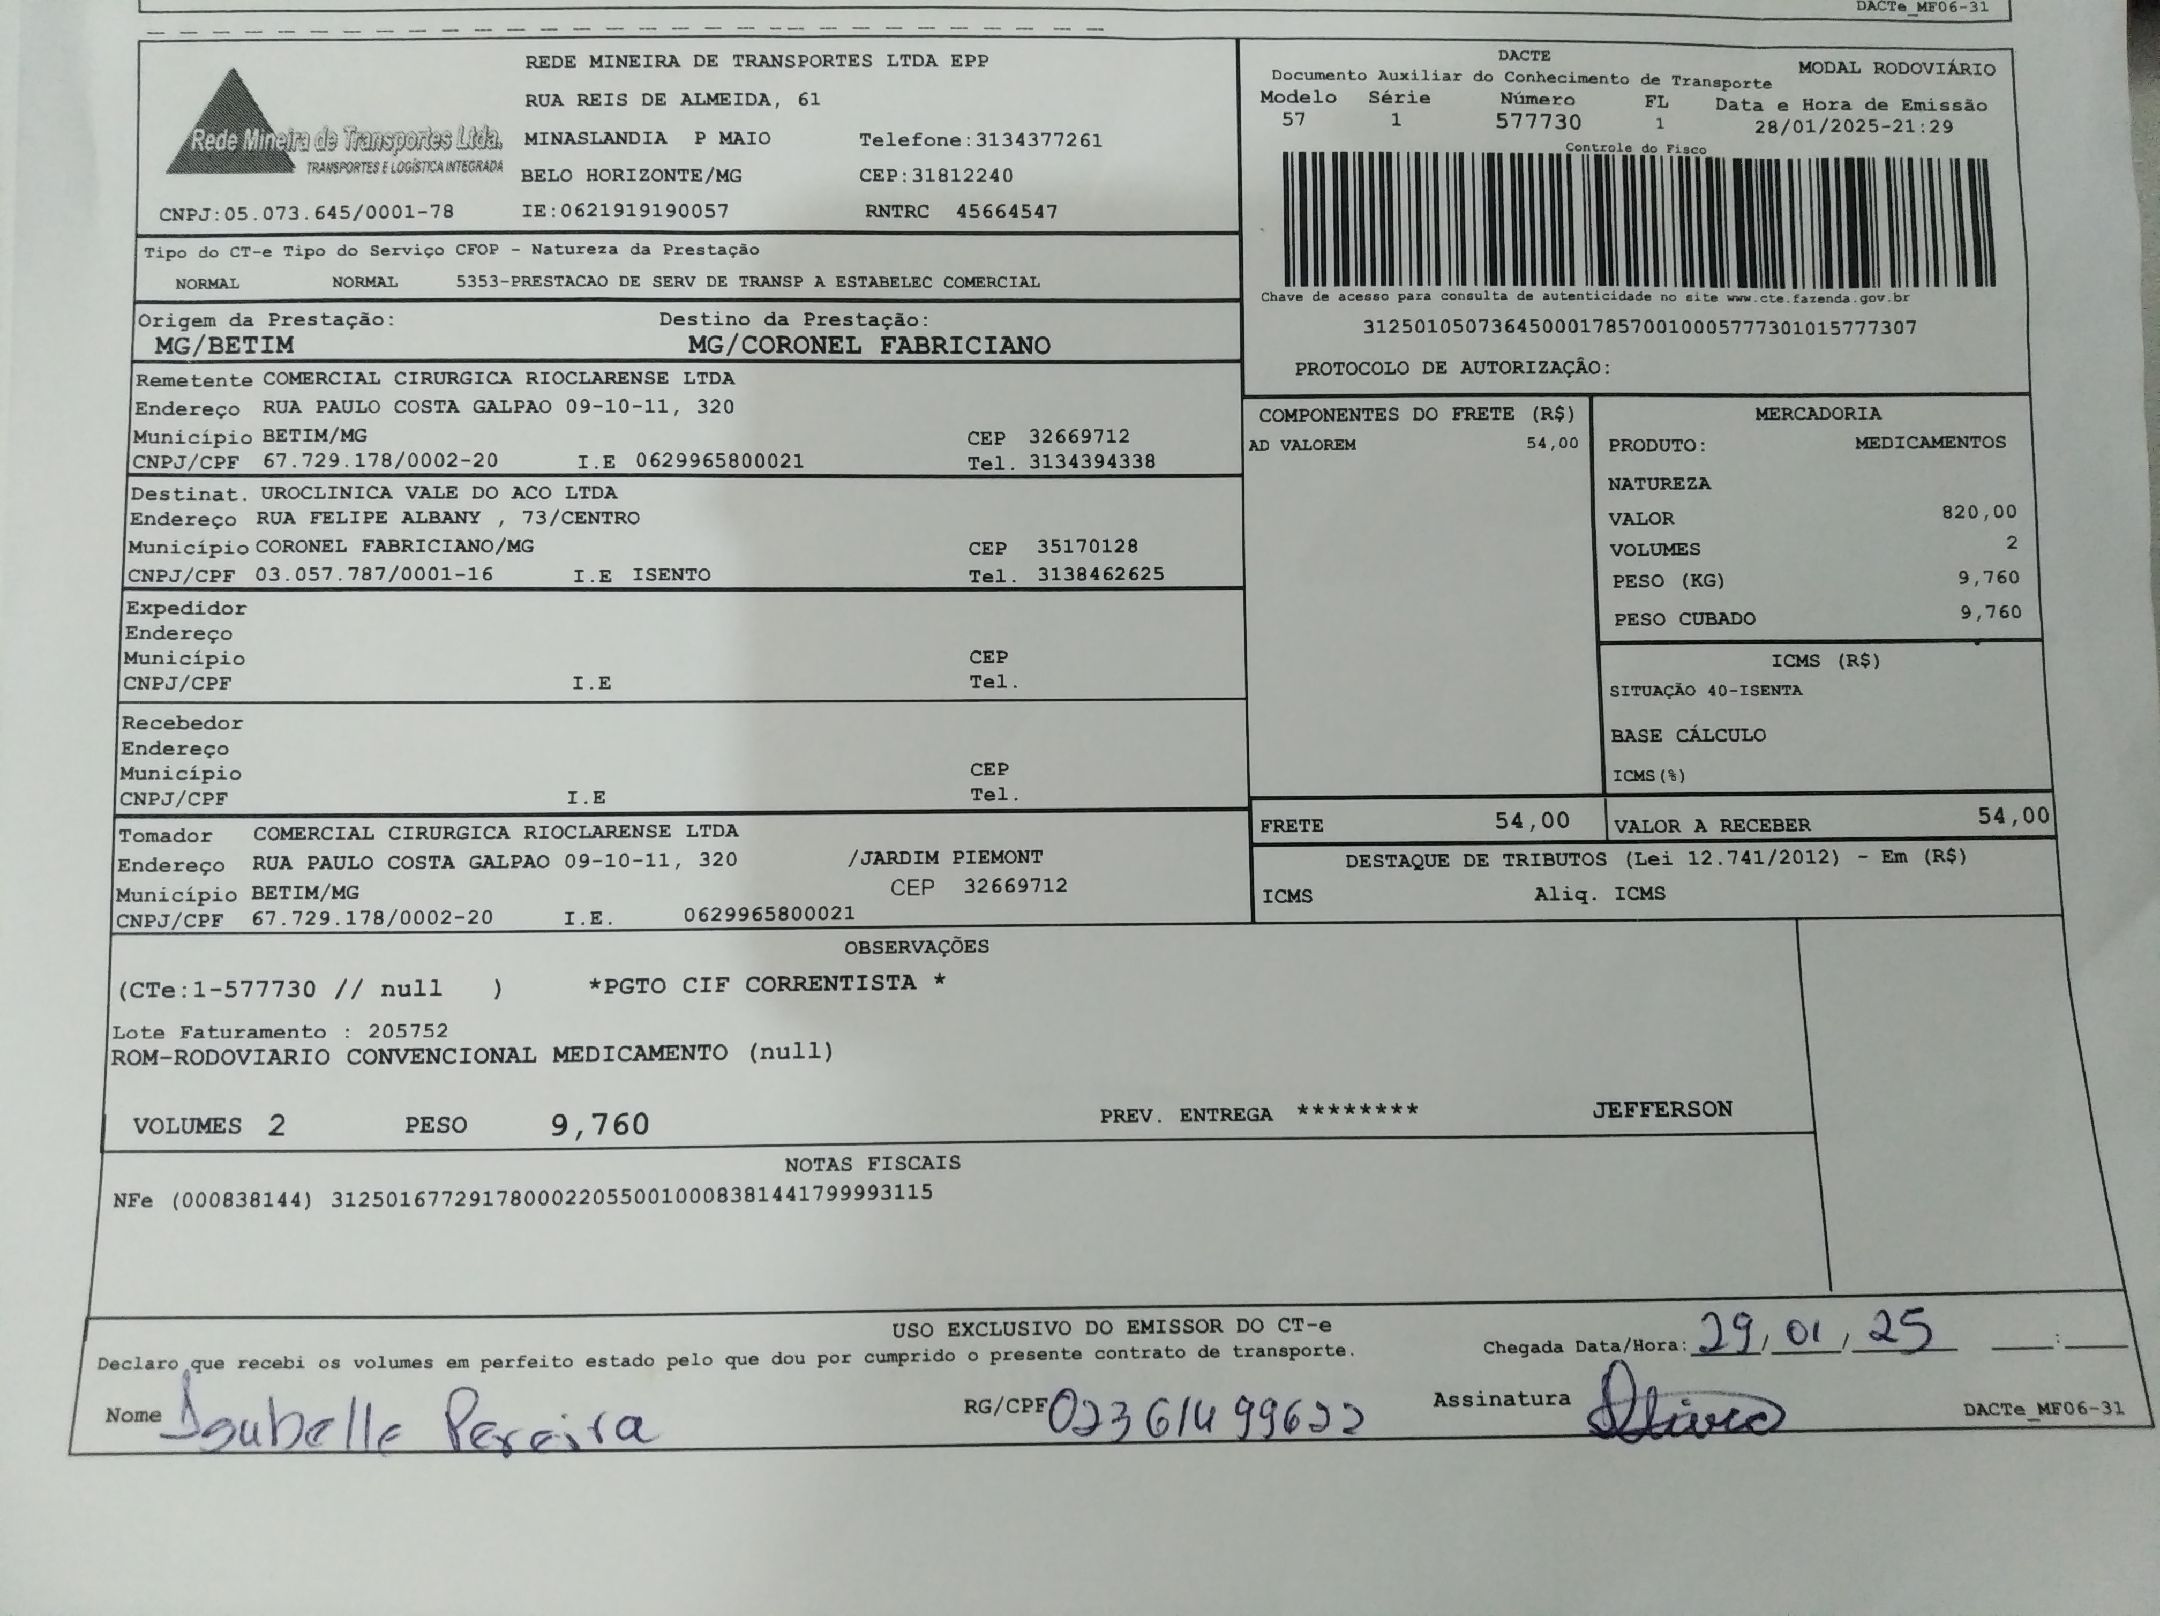 DACTe_MF06-31
Rede Mineira de Transportes Ltda.
TRANSPORTES E LOGÍSTICA INTEGRADA
REDE MINEIRA DE TRANSPORTES LTDA EPP
RUA REIS DE ALMEIDA, 61
MINASLANDIA P MAIO Telefone:3134377261
BELO HORIZONTE/MG CEP:31812240
CNPJ:05.073.645/0001-78 IE:0621919190057 RNTRC 45664547
DACTE
Documento Auxiliar do Conhecimento de Transporte MODAL RODOVIÁRIO
Modelo Série Número FL Data e Hora de Emissão
57 1 577730 1 28/01/2025-21:29
Controle do Fisco
Chave de acesso para consulta de autenticidade no site www.cte.fazenda.gov.br
31250105073645000178570010005777301015777307
PROTOCOLO DE AUTORIZAÇÃO:
Tipo do CT-e Tipo do Serviço CFOP - Natureza da Prestação
NORMAL NORMAL 5353-PRESTACAO DE SERV DE TRANSP A ESTABELEC COMERCIAL
Origem da Prestação: Destino da Prestação:
MG/BETIM MG/CORONEL FABRICIANO
Remetente COMERCIAL CIRURGICA RIOCLARENSE LTDA
Endereço RUA PAULO COSTA GALPAO 09-10-11, 320
Município BETIM/MG CEP 32669712
CNPJ/CPF 67.729.178/0002-20 I.E 0629965800021 Tel. 3134394338
Destinat. UROCLINICA VALE DO ACO LTDA
Endereço RUA FELIPE ALBANY , 73/CENTRO
Município CORONEL FABRICIANO/MG CEP 35170128
CNPJ/CPF 03.057.787/0001-16 I.E ISENTO Tel. 3138462625
Expedidor
Endereço
Município CEP
CNPJ/CPF I.E Tel.
Recebedor
Endereço
Município CEP
CNPJ/CPF I.E Tel.
Tomador COMERCIAL CIRURGICA RIOCLARENSE LTDA
Endereço RUA PAULO COSTA GALPAO 09-10-11, 320 /JARDIM PIEMONT
Município BETIM/MG CEP 32669712
CNPJ/CPF 67.729.178/0002-20 I.E. 0629965800021
COMPONENTES DO FRETE (R$)
AD VALOREM 54,00
MERCADORIA
PRODUTO: MEDICAMENTOS
NATUREZA
VALOR 820,00
VOLUMES 2
PESO (KG) 9,760
PESO CUBADO 9,760
ICMS (R$)
SITUAÇÃO 40-ISENTA
BASE CÁLCULO
ICMS(%)
FRETE 54,00 VALOR A RECEBER 54,00
DESTAQUE DE TRIBUTOS (Lei 12.741/2012) - Em (R$)
ICMS Aliq. ICMS
OBSERVAÇÕES
(CTe:1-577730 // null ) *PGTO CIF CORRENTISTA *
Lote Faturamento : 205752
ROM-RODOVIARIO CONVENCIONAL MEDICAMENTO (null)
VOLUMES 2 PESO 9,760 PREV. ENTREGA ******** JEFFERSON
NOTAS FISCAIS
NFe (000838144) 31250167729178000220550010008381441799993115
USO EXCLUSIVO DO EMISSOR DO CT-e
Declaro que recebi os volumes em perfeito estado pelo que dou por cumprido o presente contrato de transporte. Chegada Data/Hora: 29/01/25 :
Nome Isabelle Pereira RG/CPF 02361499622 Assinatura
DACTe_MF06-31